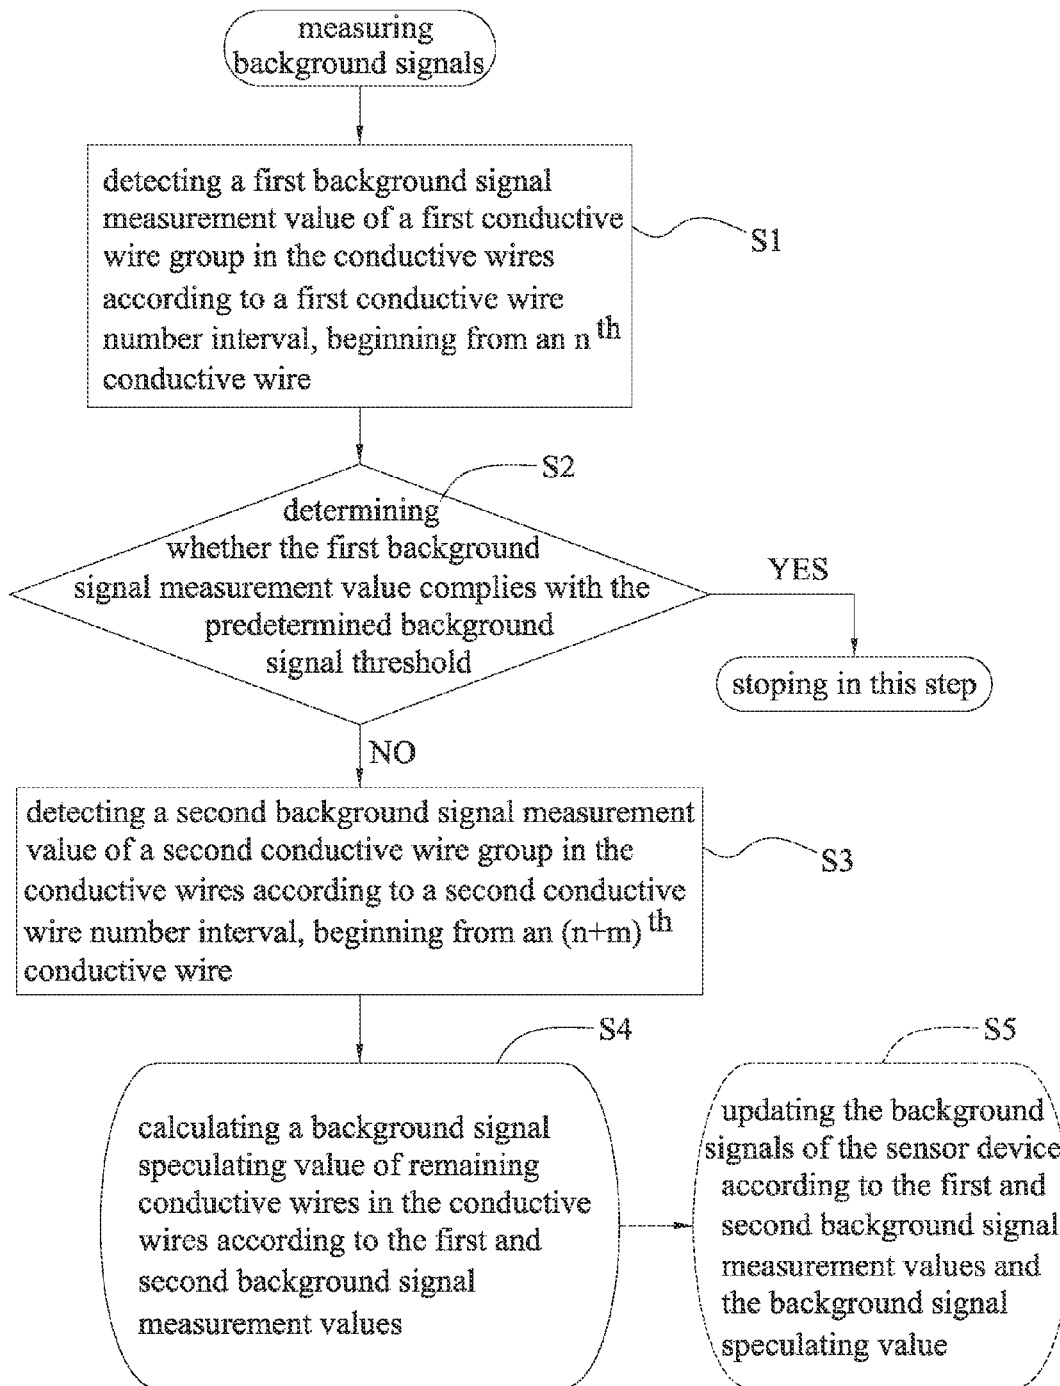 measuring
background signals
detecting a first background signal
measurement value of a first conductive
wire group in the conductive wires
according to a first conductive wire
number interval, beginning from an n th
conductive wire
S1
S2
determining
whether the first background
signal measurement value complies with the
predetermined background
signal threshold
YES
stoping in this step
NO
detecting a second background signal measurement
value of a second conductive wire group in the
conductive wires according to a second conductive
wire number interval, beginning from an (n+m) th
conductive wire
S3
S4
calculating a background signal
speculating value of remaining
conductive wires in the conductive
wires according to the first and
second background signal
measurement values
S5
updating the background
signals of the sensor device
according to the first and
second background signal
measurement values and
the background signal
speculating value